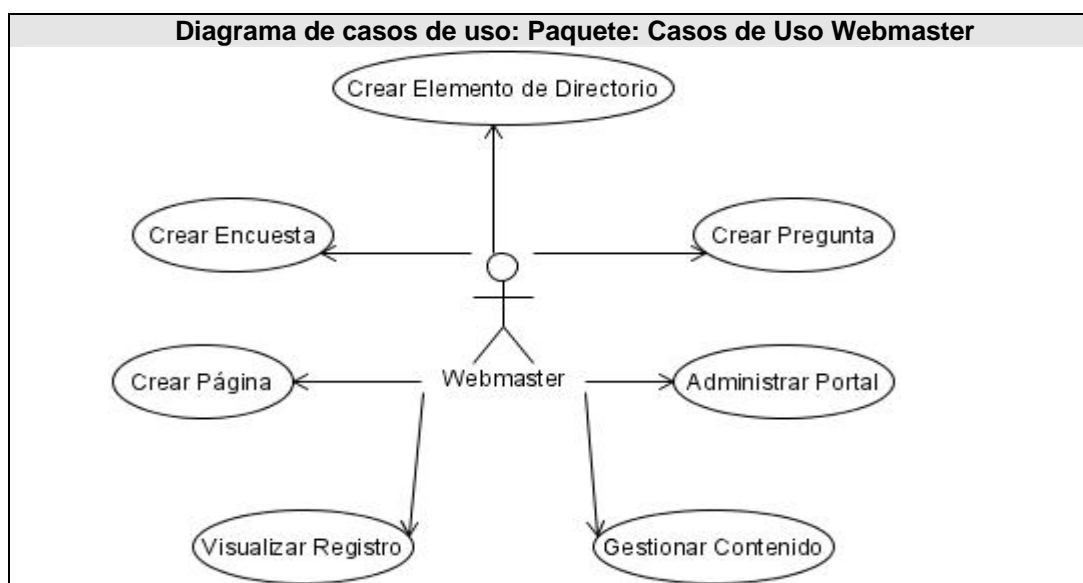 Diagrama de casos de uso: Paquete: Casos de Uso Webmaster
Crear Elemento de Directorio
Crear Encuesta
Crear Pregunta
Crear Página
Webmaster
Administrar Portal
Visualizar Registro
Gestionar Contenido